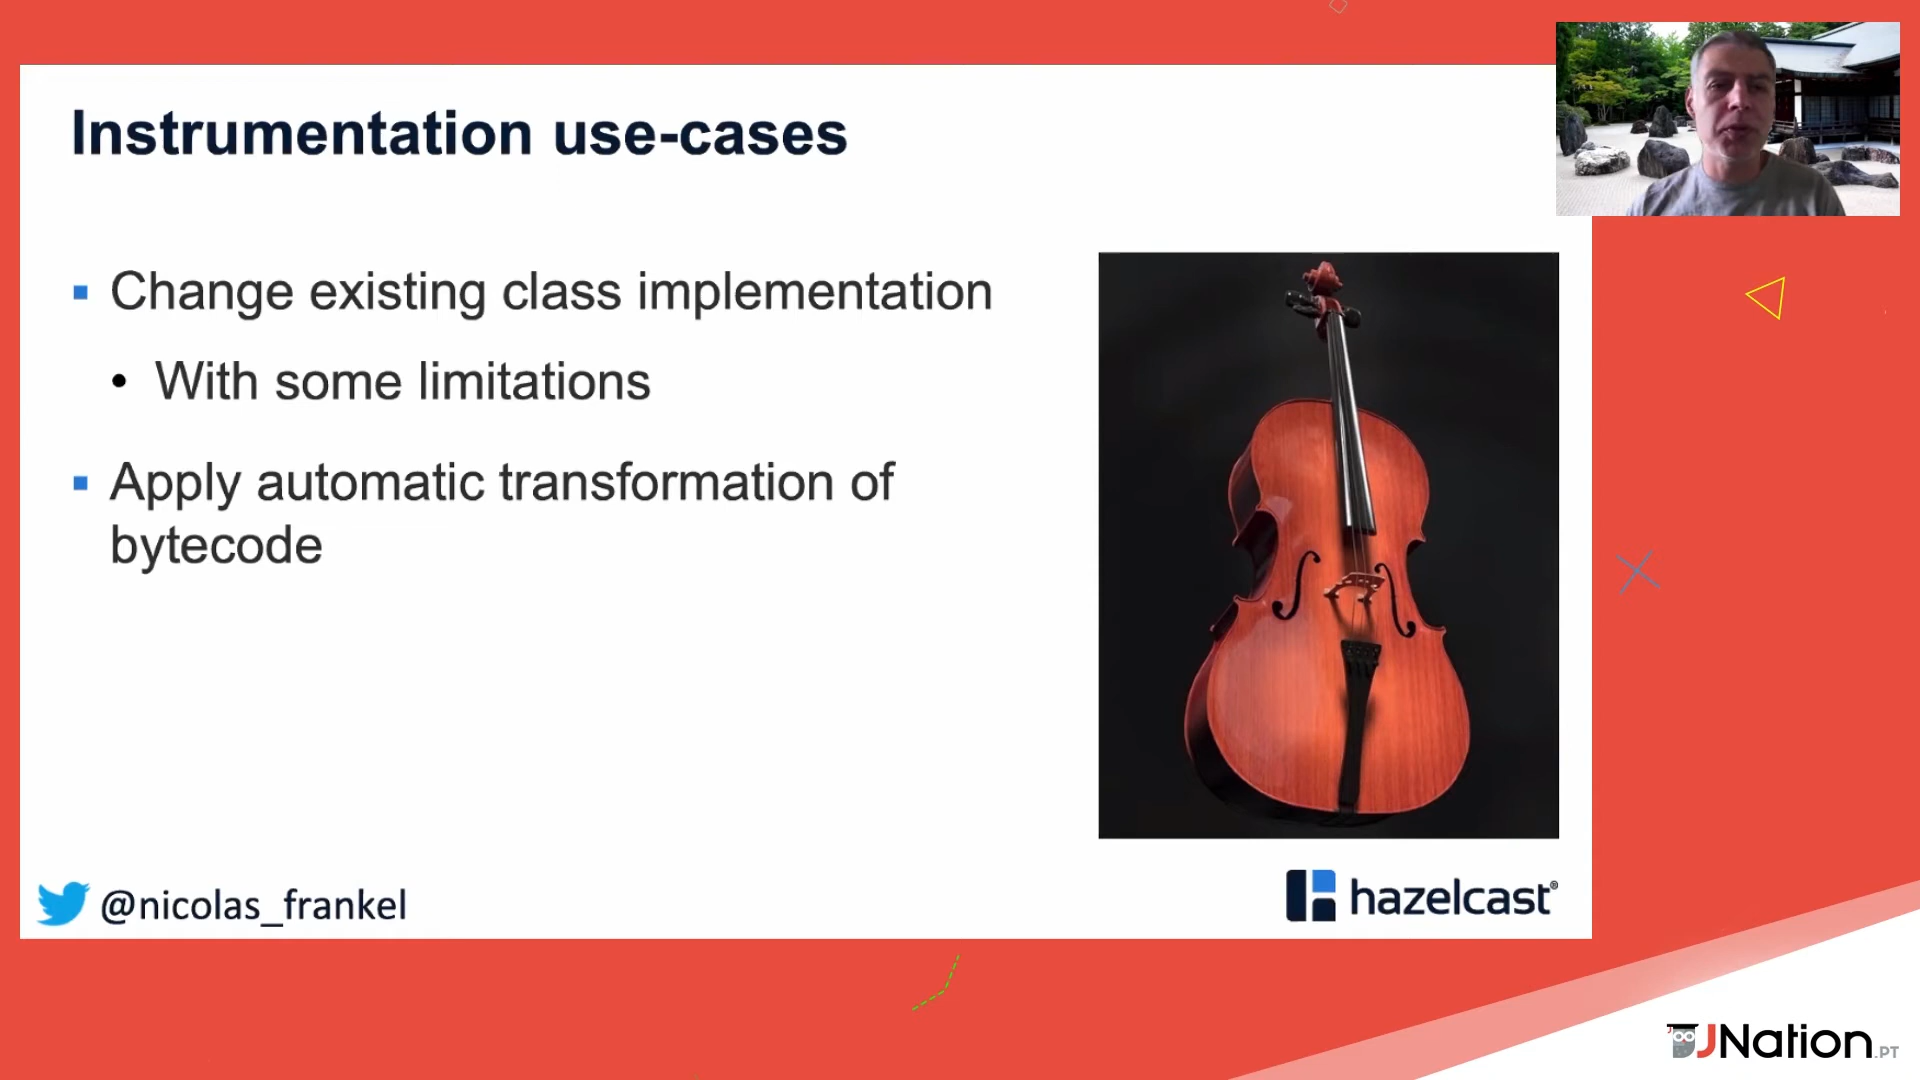 Instrumentation use-cases
Change existing class implementation
With some limitations
Apply automatic transformation of
bytecode
@nicolas_frankel
hazelcast®
JNation.PT